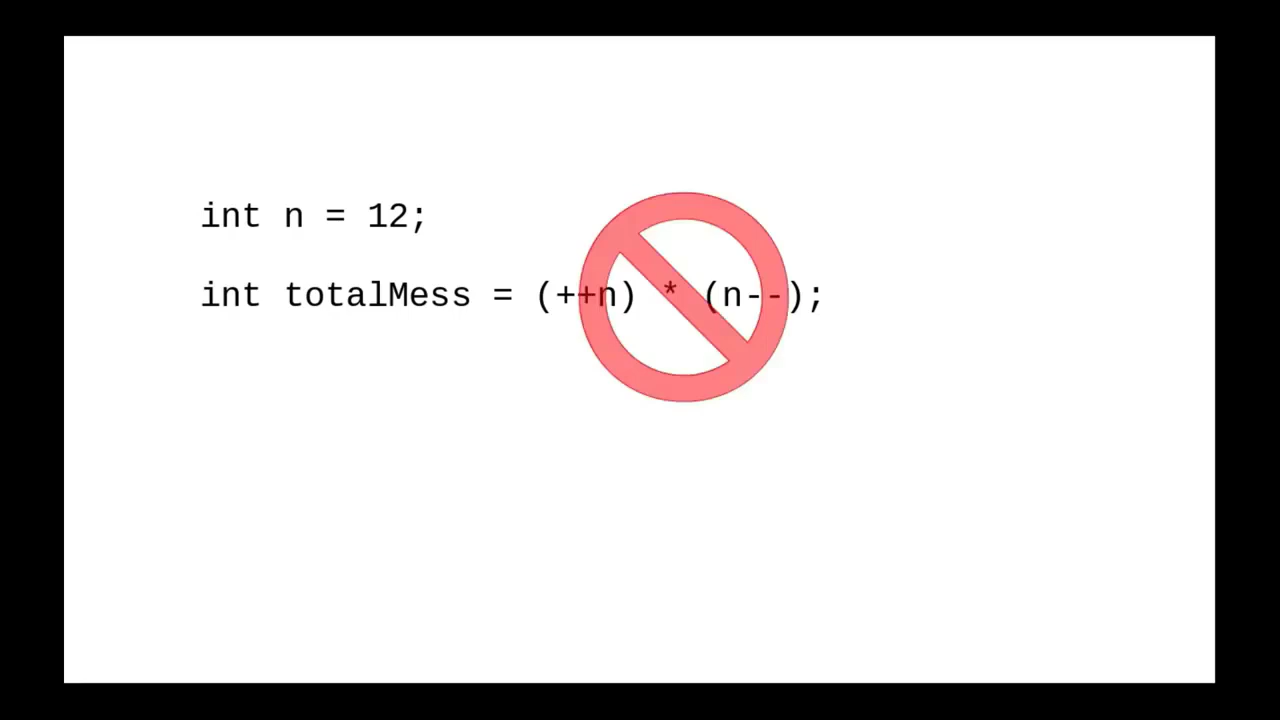 int n = 12;
int totalMess = (++n) * (n--);